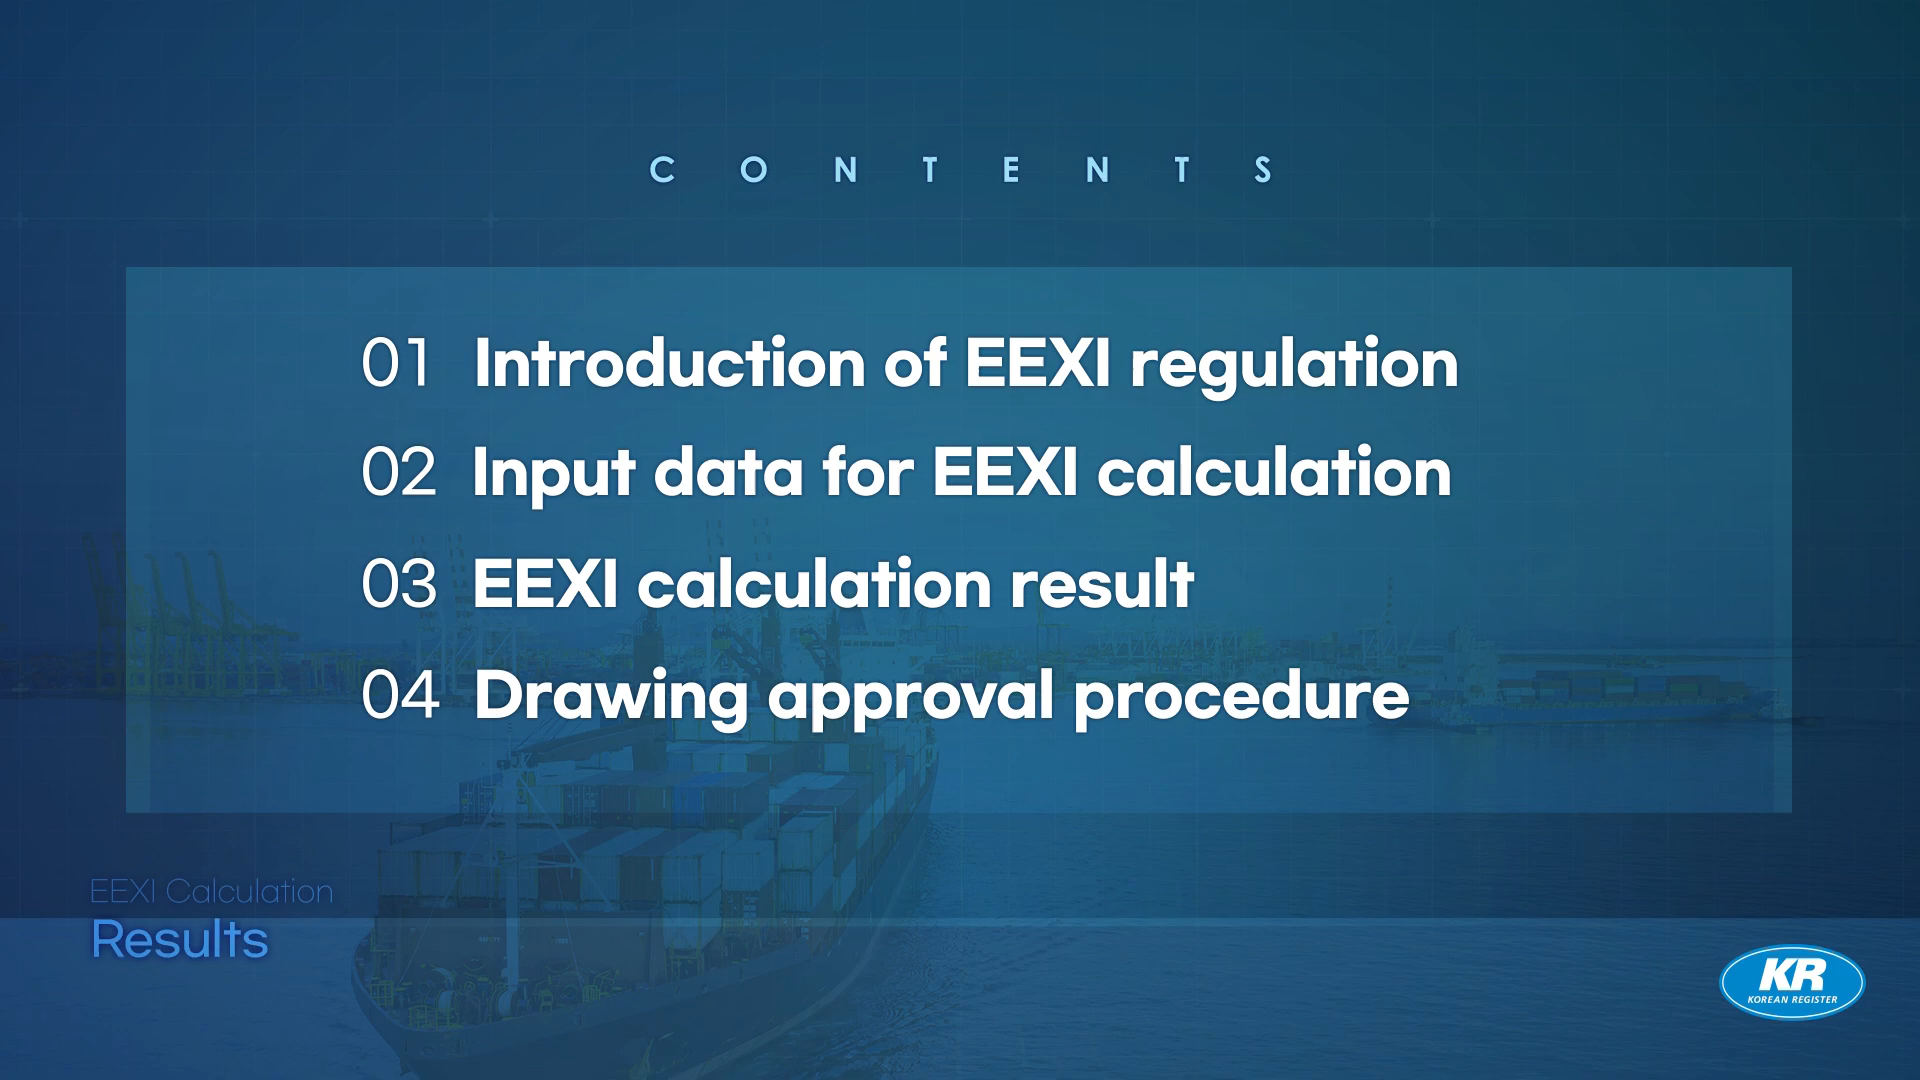 CONTENTS
01 Introduction of EEXI regulation
02 Input data for EEXI calculation
03 EEXI calculation result
04 Drawing approval procedure
EEXI Calculation
Results
KR
KOREAN REGISTER